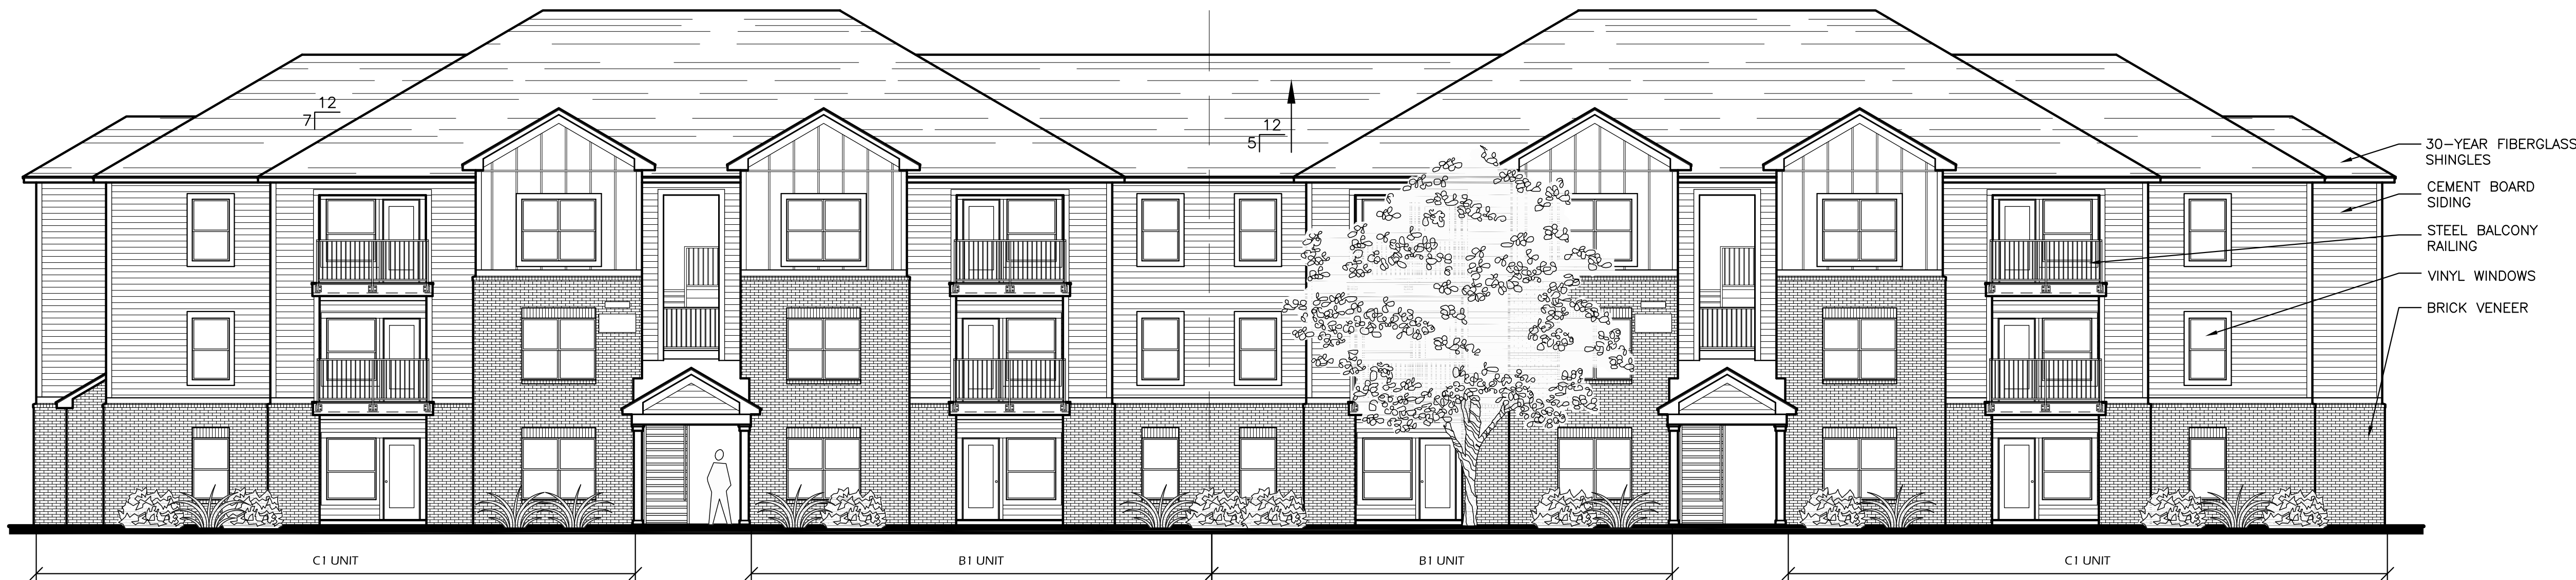 12
7
12
5
30-YEAR FIBERGLASS
SHINGLES
CEMENT BOARD
SIDING
STEEL BALCONY
RAILING
VINYL WINDOWS
BRICK VENEER
C1 UNIT
B1 UNIT
B1 UNIT
C1 UNIT